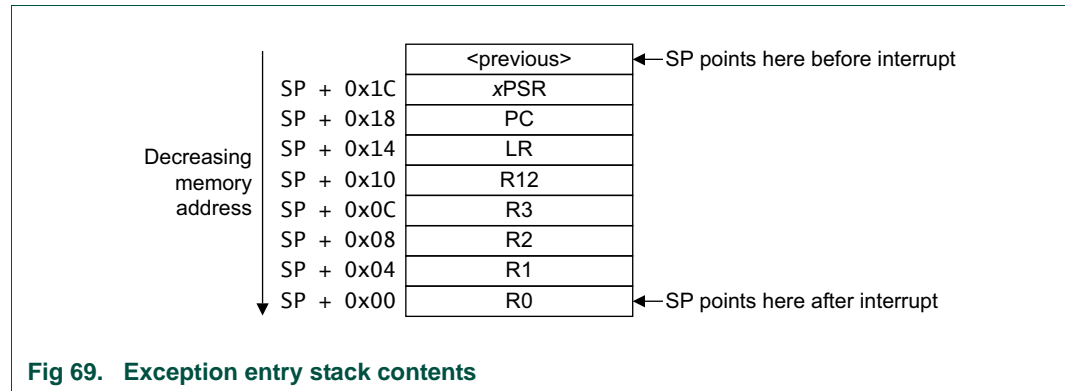 <previous> SP points here before interrupt
SP + 0x1C xPSR
SP + 0x18 PC
SP + 0x14 LR
Decreasing
memory
address
SP + 0x10 R12
SP + 0x0C R3
SP + 0x08 R2
SP + 0x04 R1
SP + 0x00 R0 SP points here after interrupt
Fig 69. Exception entry stack contents